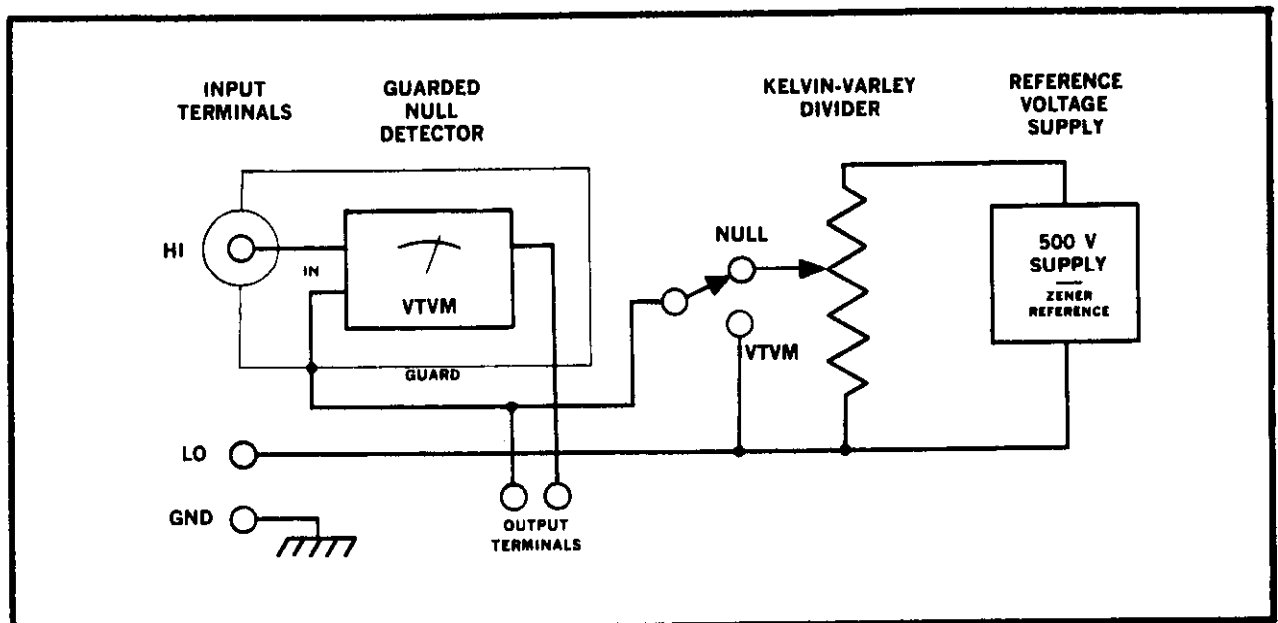 INPUT
TERMINALS
GUARDED
NULL
DETECTOR
KELVIN-VARLEY
DIVIDER
REFERENCE
VOLTAGE
SUPPLY
HI
IN
VTVM
GUARD
NULL
VTVM
500 V
SUPPLY
ZENER
REFERENCE
LO
GND
OUTPUT
TERMINALS